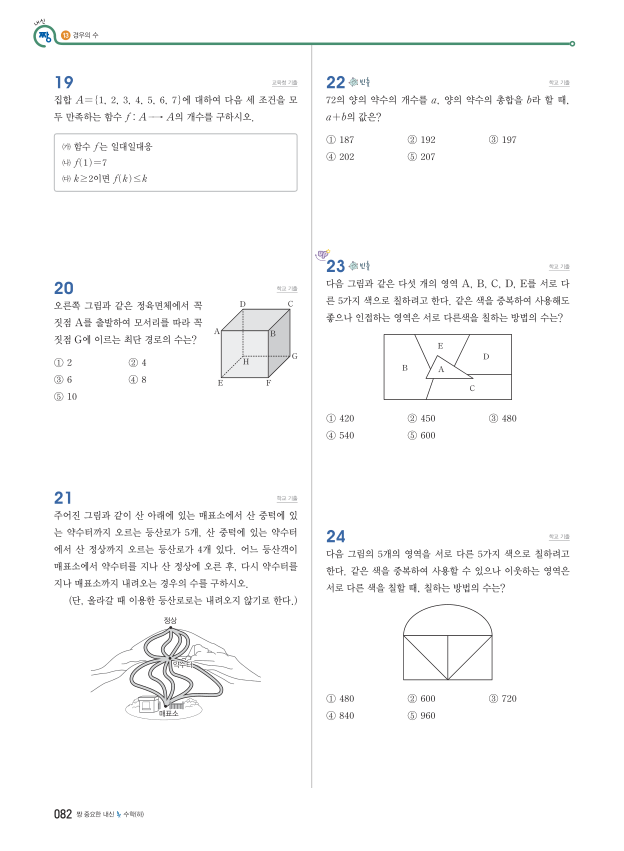 내신
짱
13 경우의 수
19
교육청 기출
집합 A={1, 2, 3, 4, 5, 6, 7}에 대하여 다음 세 조건을 모
두 만족하는 함수 f : A ⟶ A의 개수를 구하시오.
㈎ 함수 f는 일대일대응
㈏ f(1)=7
㈐ k≥2이면 f(k)≤k
20
학교 기출
오른쪽 그림과 같은 정육면체에서 꼭
짓점 A를 출발하여 모서리를 따라 꼭
짓점 G에 이르는 최단 경로의 수는?
① 2 ② 4
③ 6 ④ 8
⑤ 10
D C
A B
H G
E F
21
학교 기출
주어진 그림과 같이 산 아래에 있는 매표소에서 산 중턱에 있
는 약수터까지 오르는 등산로가 5개, 산 중턱에 있는 약수터
에서 산 정상까지 오르는 등산로가 4개 있다. 어느 등산객이
매표소에서 약수터를 지나 산 정상에 오른 후, 다시 약수터를
지나 매표소까지 내려오는 경우의 수를 구하시오.
(단, 올라갈 때 이용한 등산로로는 내려오지 않기로 한다.)
정상
약수터
매표소
22 빈출
학교 기출
72의 양의 약수의 개수를 a, 양의 약수의 총합을 b라 할 때,
a+b의 값은?
① 187 ② 192 ③ 197
④ 202 ⑤ 207
23 빈출
학교 기출
다음 그림과 같은 다섯 개의 영역 A, B, C, D, E를 서로 다
른 5가지 색으로 칠하려고 한다. 같은 색을 중복하여 사용해도
좋으나 인접하는 영역은 서로 다른색을 칠하는 방법의 수는?
E
D
B A
C
① 420 ② 450 ③ 480
④ 540 ⑤ 600
24
학교 기출
다음 그림의 5개의 영역을 서로 다른 5가지 색으로 칠하려고
한다. 같은 색을 중복하여 사용할 수 있으나 이웃하는 영역은
서로 다른 색을 칠할 때, 칠하는 방법의 수는?
① 480 ② 600 ③ 720
④ 840 ⑤ 960
082 짱 중요한 내신 수학(하)